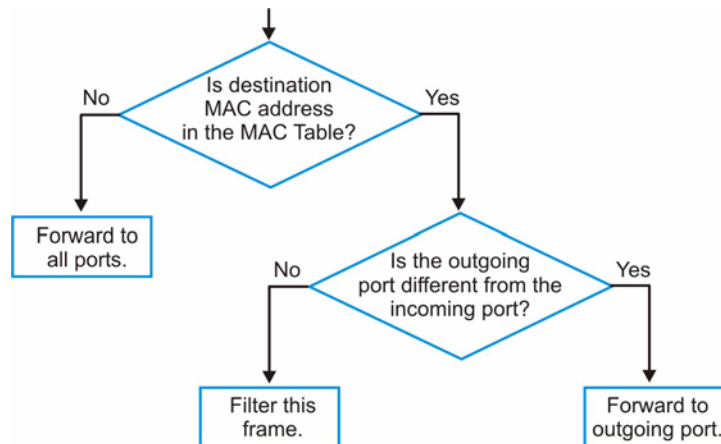 Is destination
MAC address
in the MAC Table?
No
Yes
Forward to
all ports.
Is the outgoing
port different from the
incoming port?
No
Yes
Filter this
frame.
Forward to
outgoing port.